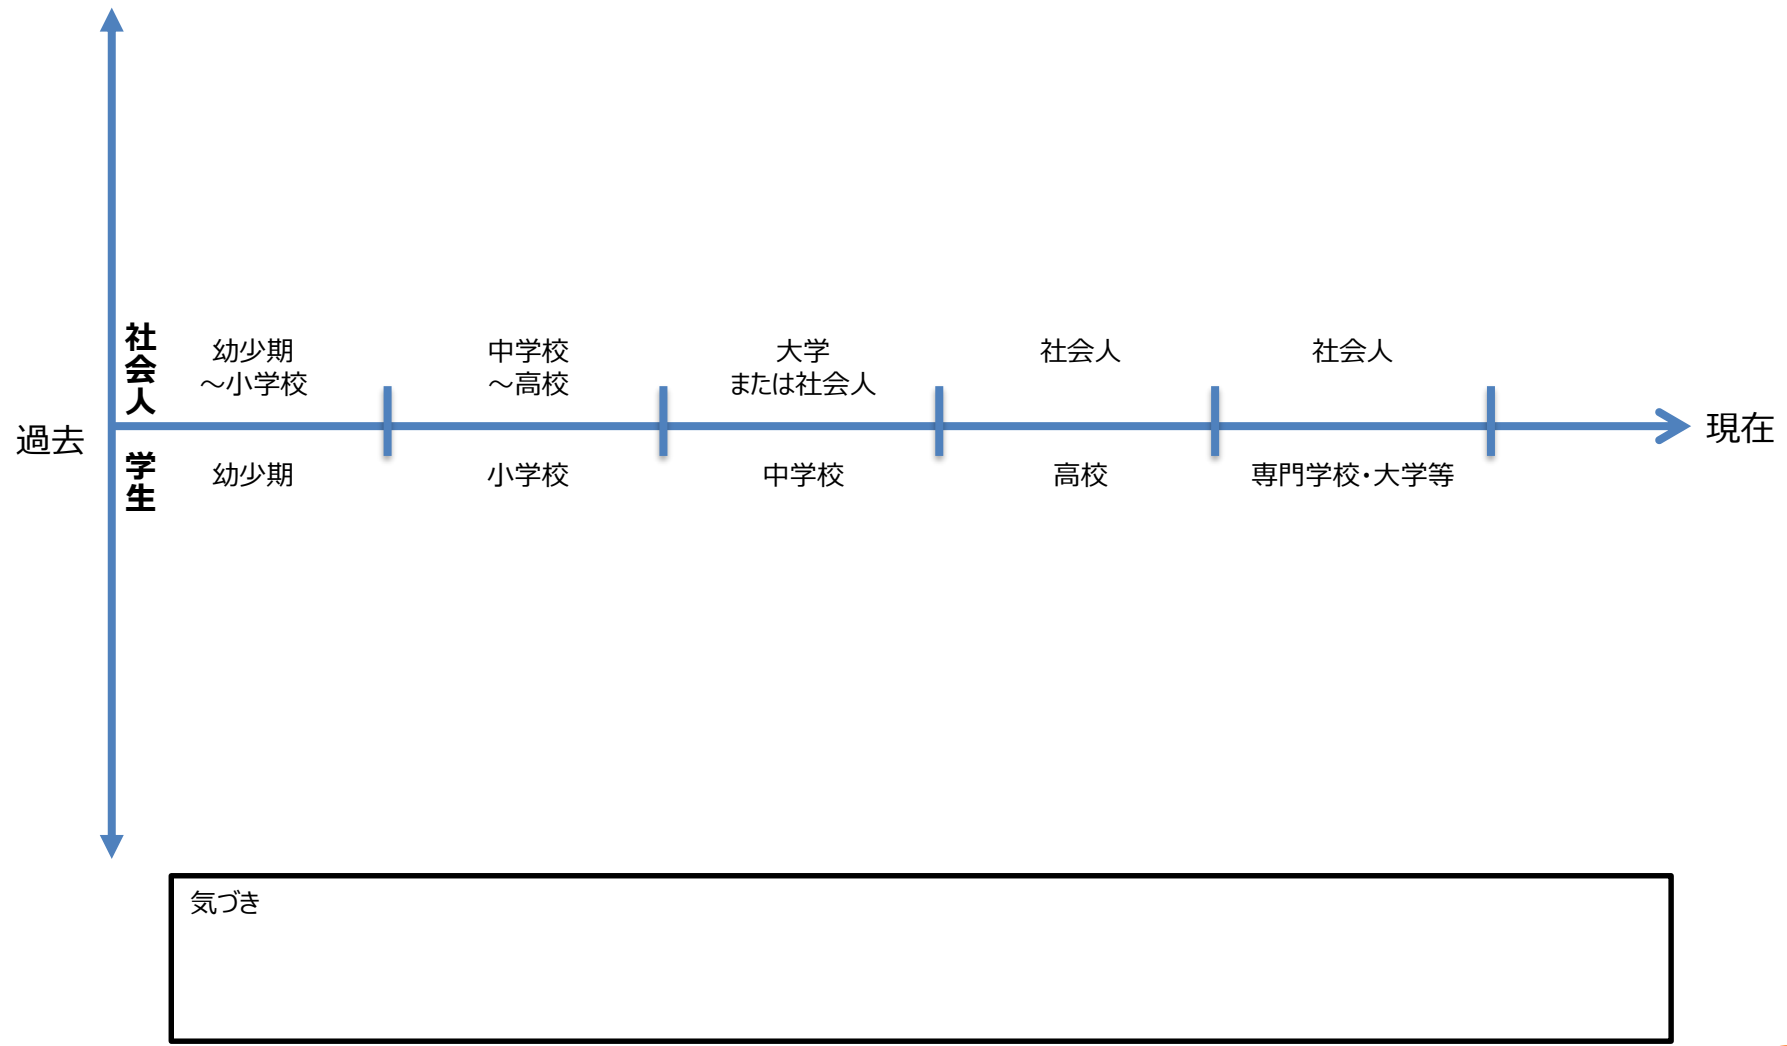 社会人
幼少期
～小学校
中学校
～高校
大学
または社会人
社会人
社会人
過去
現在
学生
幼少期
小学校
中学校
高校
専門学校・大学等
気づき